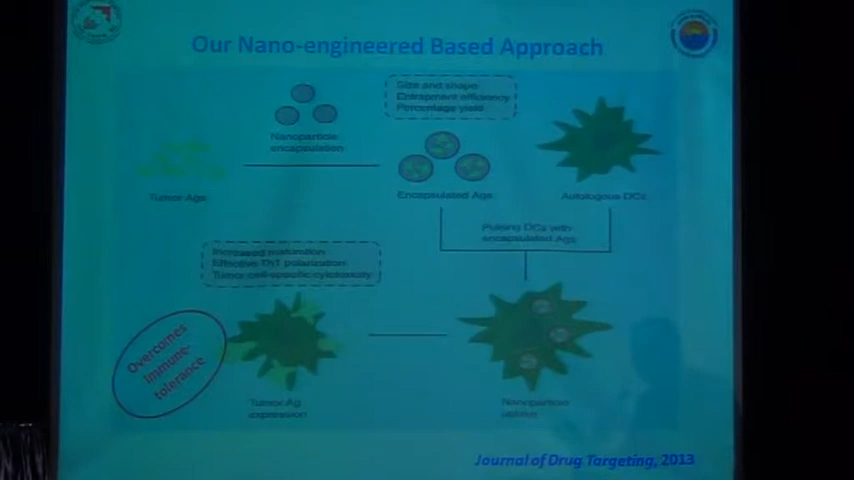 Our Nano-engineered Based Approach
Size and shape
Entrapment efficiency
Percentage yield
Nanoparticle
encapsulation
Tumor Ags
Encapsulated Ags
Autologous DCs
Pulsing DCs with
encapsulated Ags
Increased maturation
Effective Th1 polarization
Tumor cell-specific cytotoxicity
Overcomes
Immune-
tolerance
Tumor Ag
expression
Nanoparticle
uptake
Journal of Drug Targeting, 2013